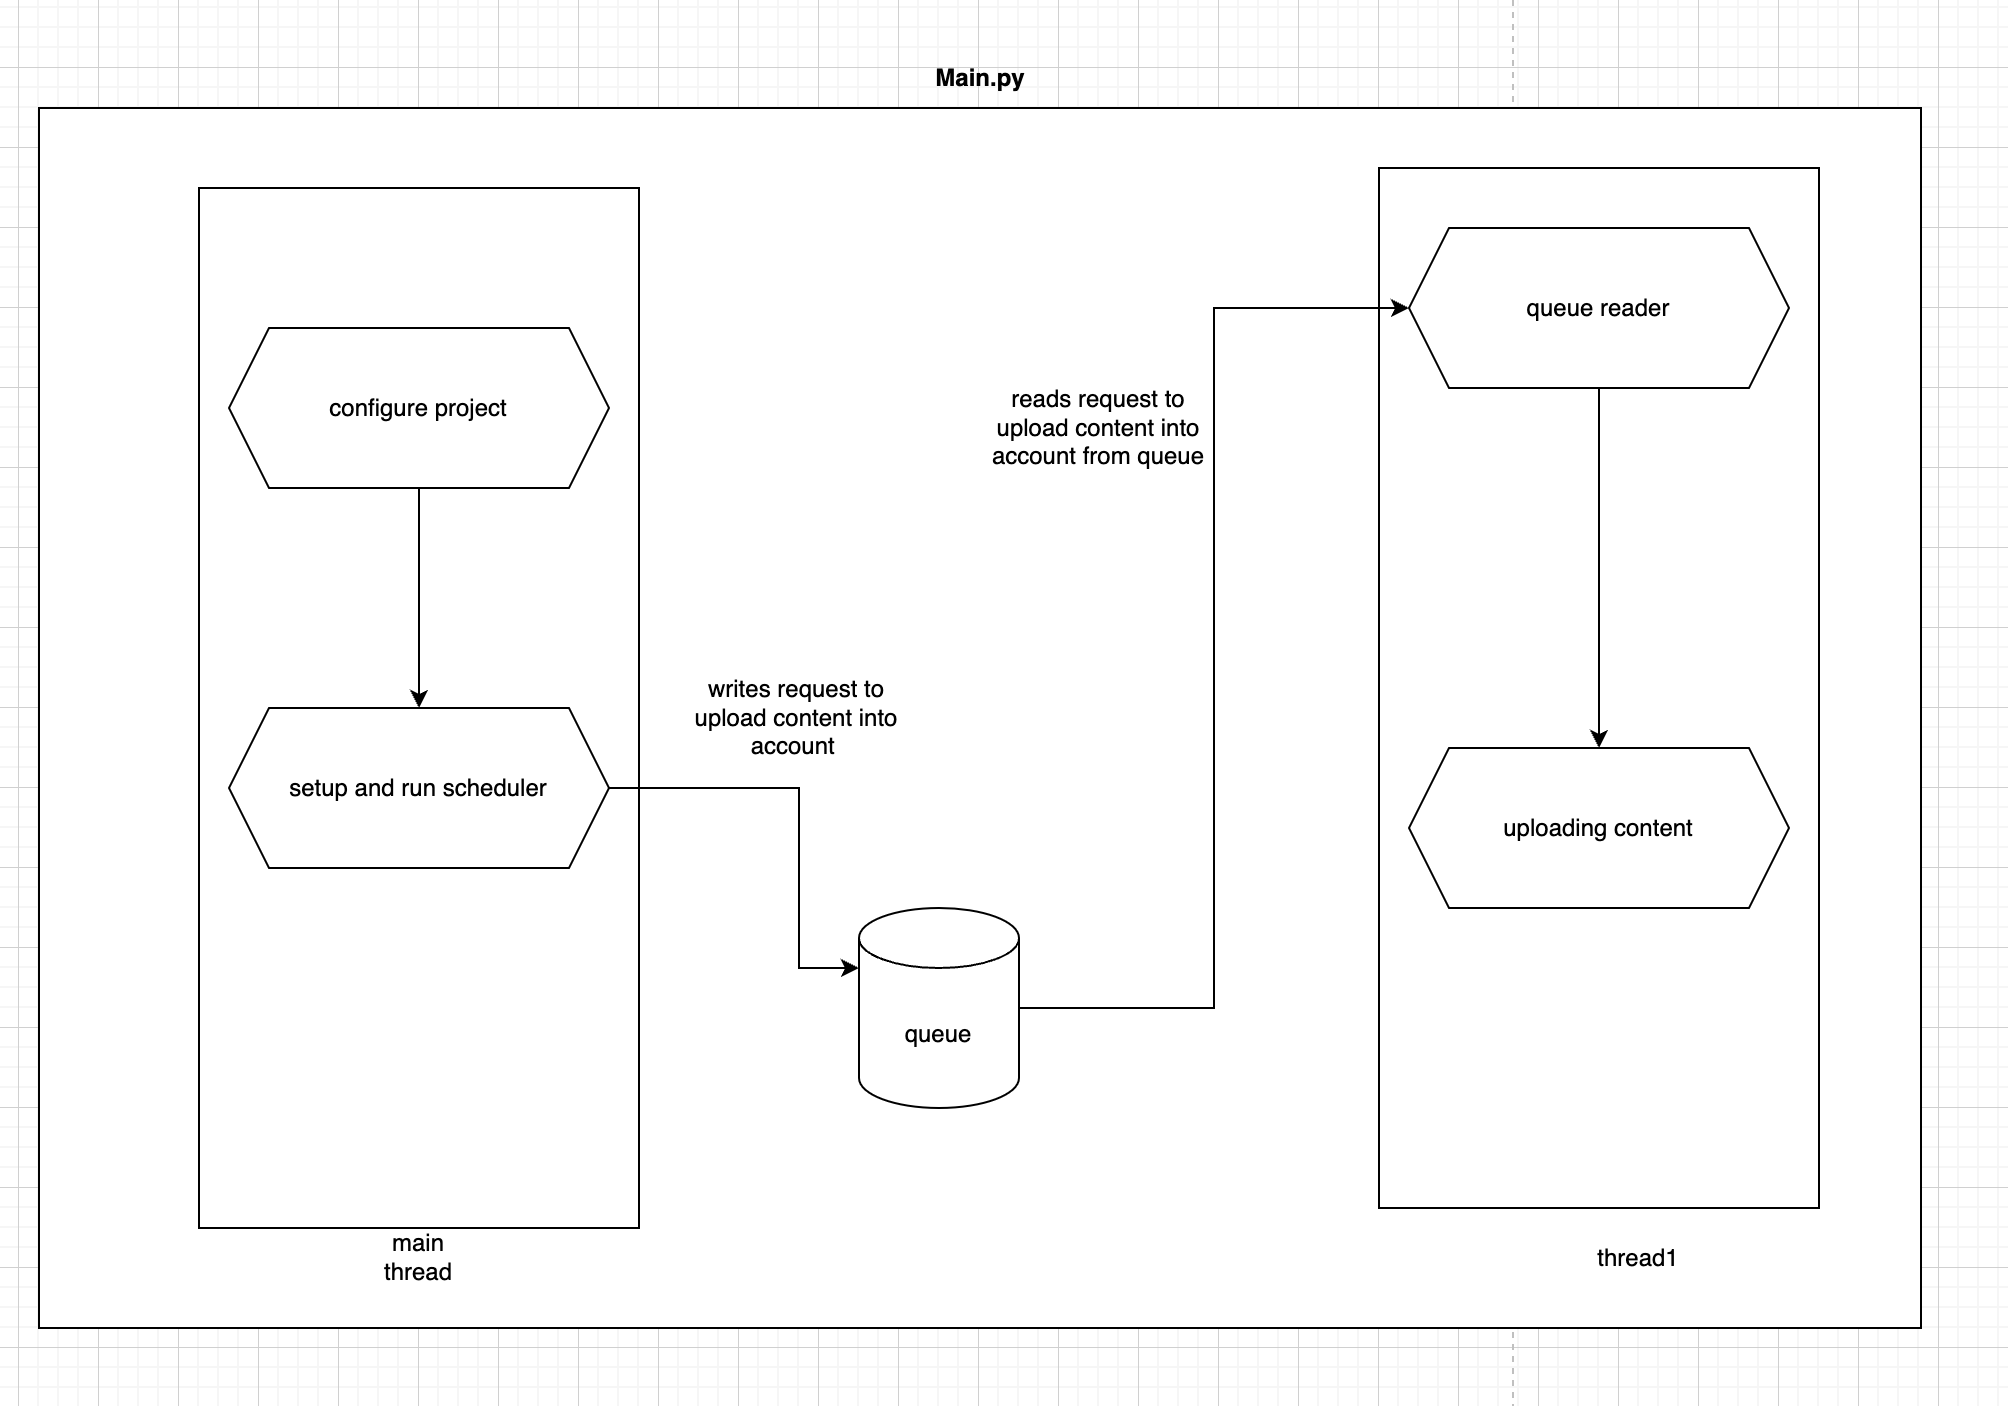 Main.py
configure project
setup and run scheduler
main
thread
writes request to
upload content into
account
queue
reads request to
upload content into
account from queue
queue reader
uploading content
thread1